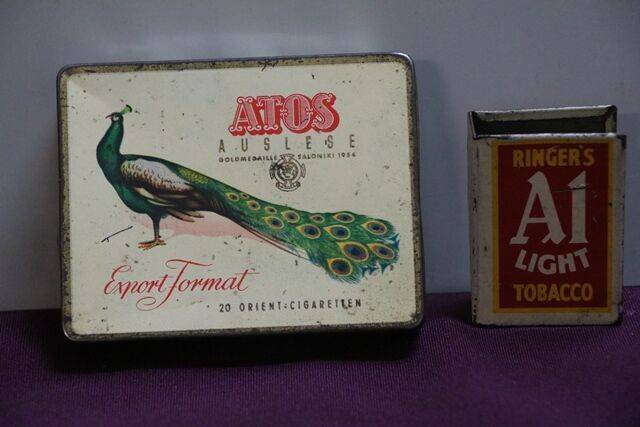 ATOS
AUSLESE
GOLDMEDAILLE SALONIKI 1954
Export Format
20 ORIENT-CIGARETTEN
RINGER'S
A1
LIGHT
TOBACCO